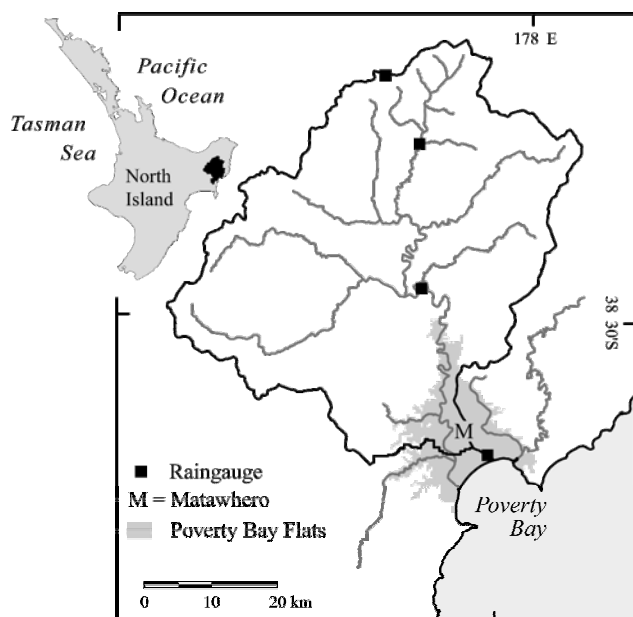 178 E
Pacific
Ocean
Tasman
Sea
North
Island
38
30'S
M
Raingauge
M = Matawhero
Poverty Bay Flats
Poverty
Bay
0 10 20 km